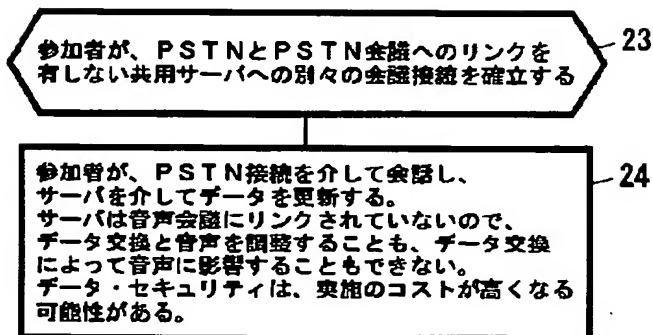 参加者が、PSTNとPSTN会議へのリンクを
有しない共用サーバへの別々の会議接続を確立する
23
参加者が、PSTN接続を介して会話し、
サーバを介してデータを更新する。
サーバは音声会議にリンクされていないので、
データ交換と音声を調整することも、データ交換
によって音声に影響することもできない。
データ・セキュリティは、実施のコストが高くなる
可能性がある。
24